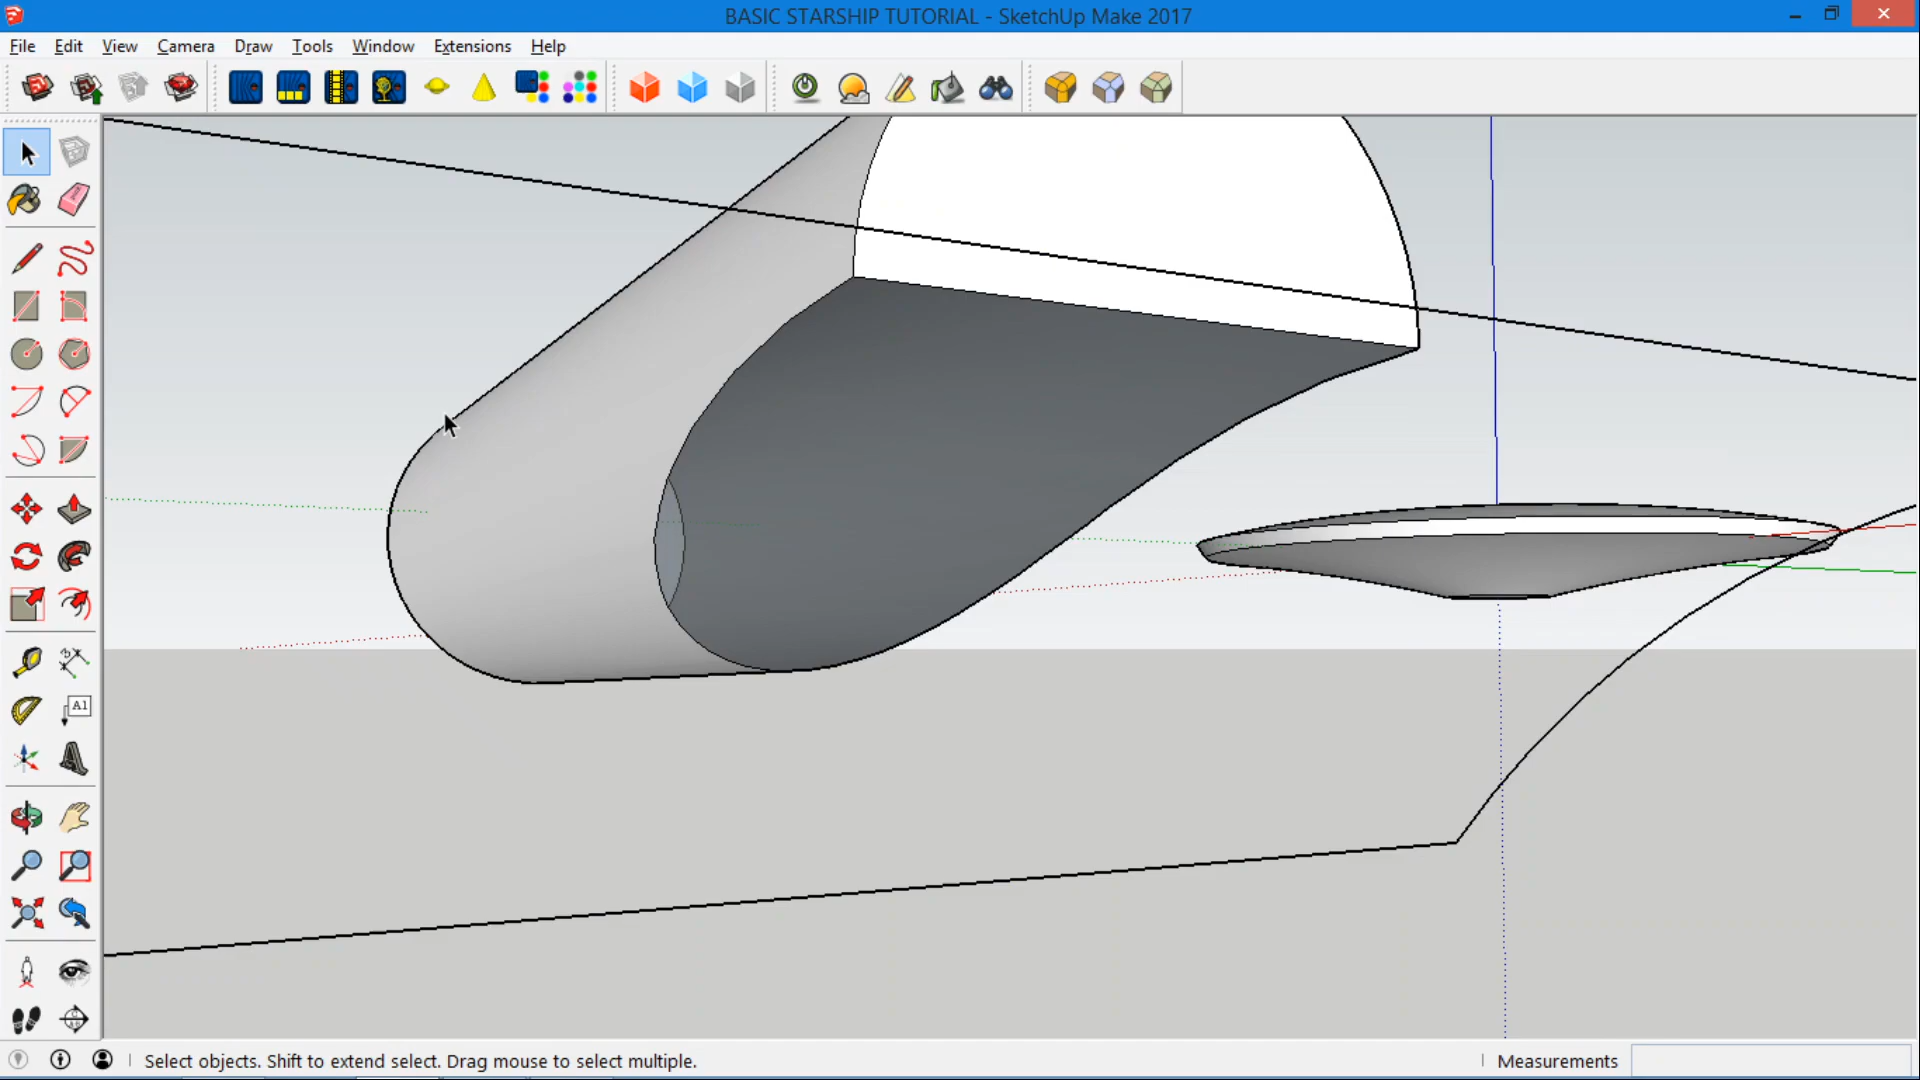 BASIC STARSHIP TUTORIAL - SketchUp Make 2017
File Edit View Camera Draw Tools Window Extensions Help
A1
Select objects. Shift to extend select. Drag mouse to select multiple.
Measurements